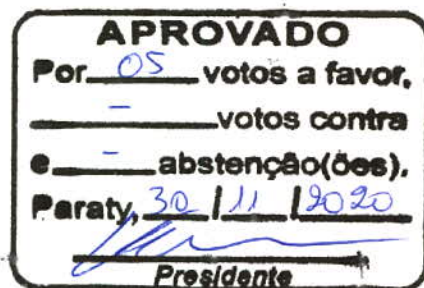 APROVADO
Por 05 votos a favor,
- votos contra
e - abstenção(ões).
Paraty, 30 / 11 / 2020
Presidente